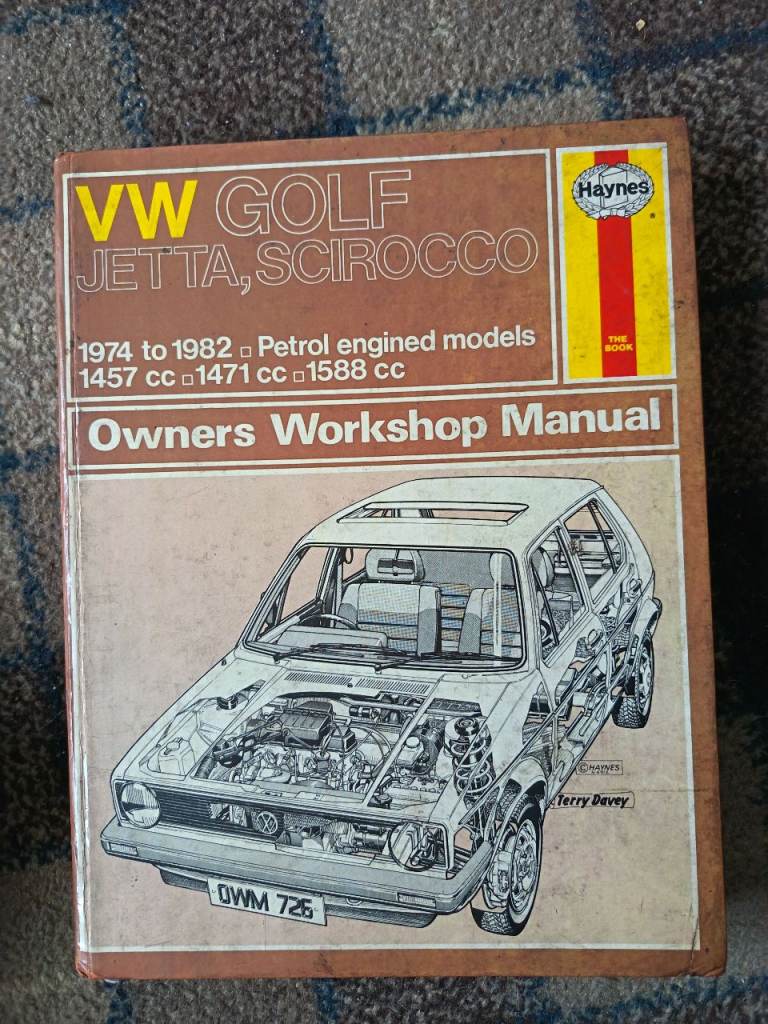 VW GOLF
JETTA, SCIROCCO
1974 to 1982 □ Petrol engined models
1457 cc □ 1471 cc □ 1588 cc
Haynes
®
THE
BOOK
Owners Workshop Manual
© HAYNES
Terry Davey
OWM 726